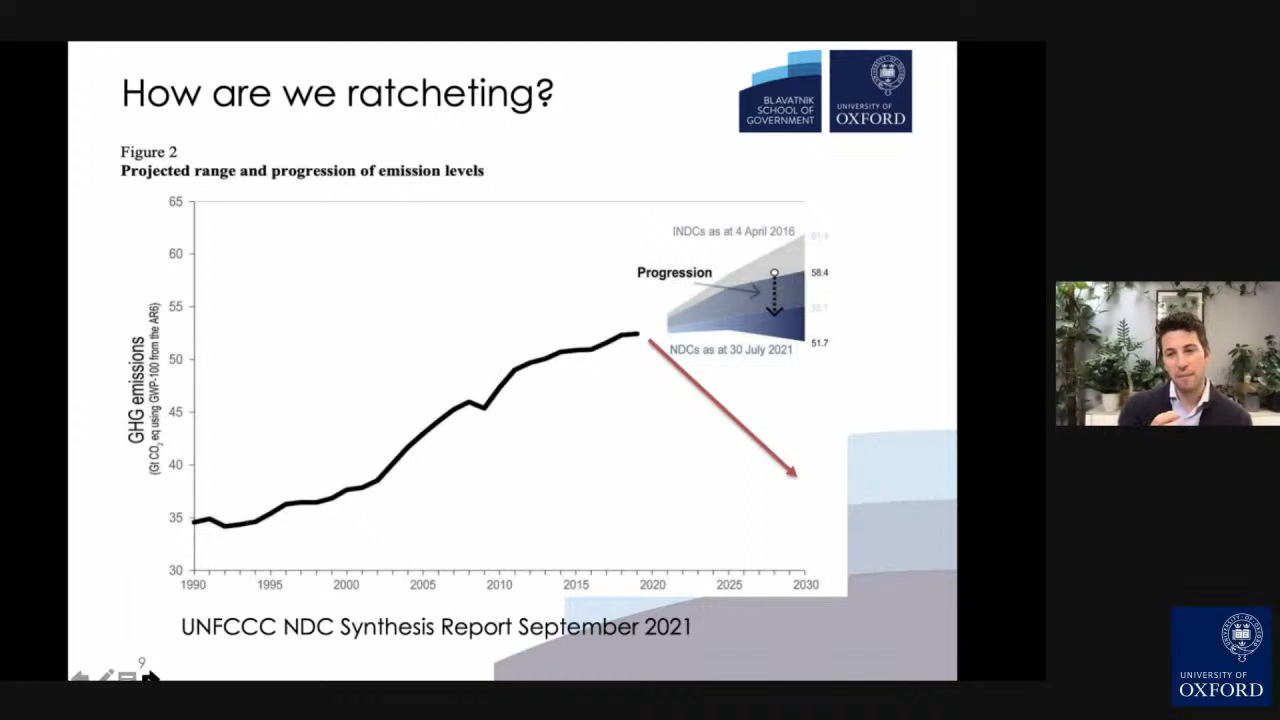 How are we ratcheting?
BLAVATNIK
SCHOOL OF
GOVERNMENT
UNIVERSITY OF
OXFORD
Figure 2
Projected range and progression of emission levels
GHG emissions
(Gt CO2 eq using GWP-100 from the AR6)
65
60
55
50
45
40
35
30
1990
1995
2000
2005
2010
2015
2020
2025
2030
INDCs as at 4 April 2016
Progression
58.4
NDCs as at 30 July 2021
51.7
UNFCCC NDC Synthesis Report September 2021
9
UNIVERSITY OF
OXFORD